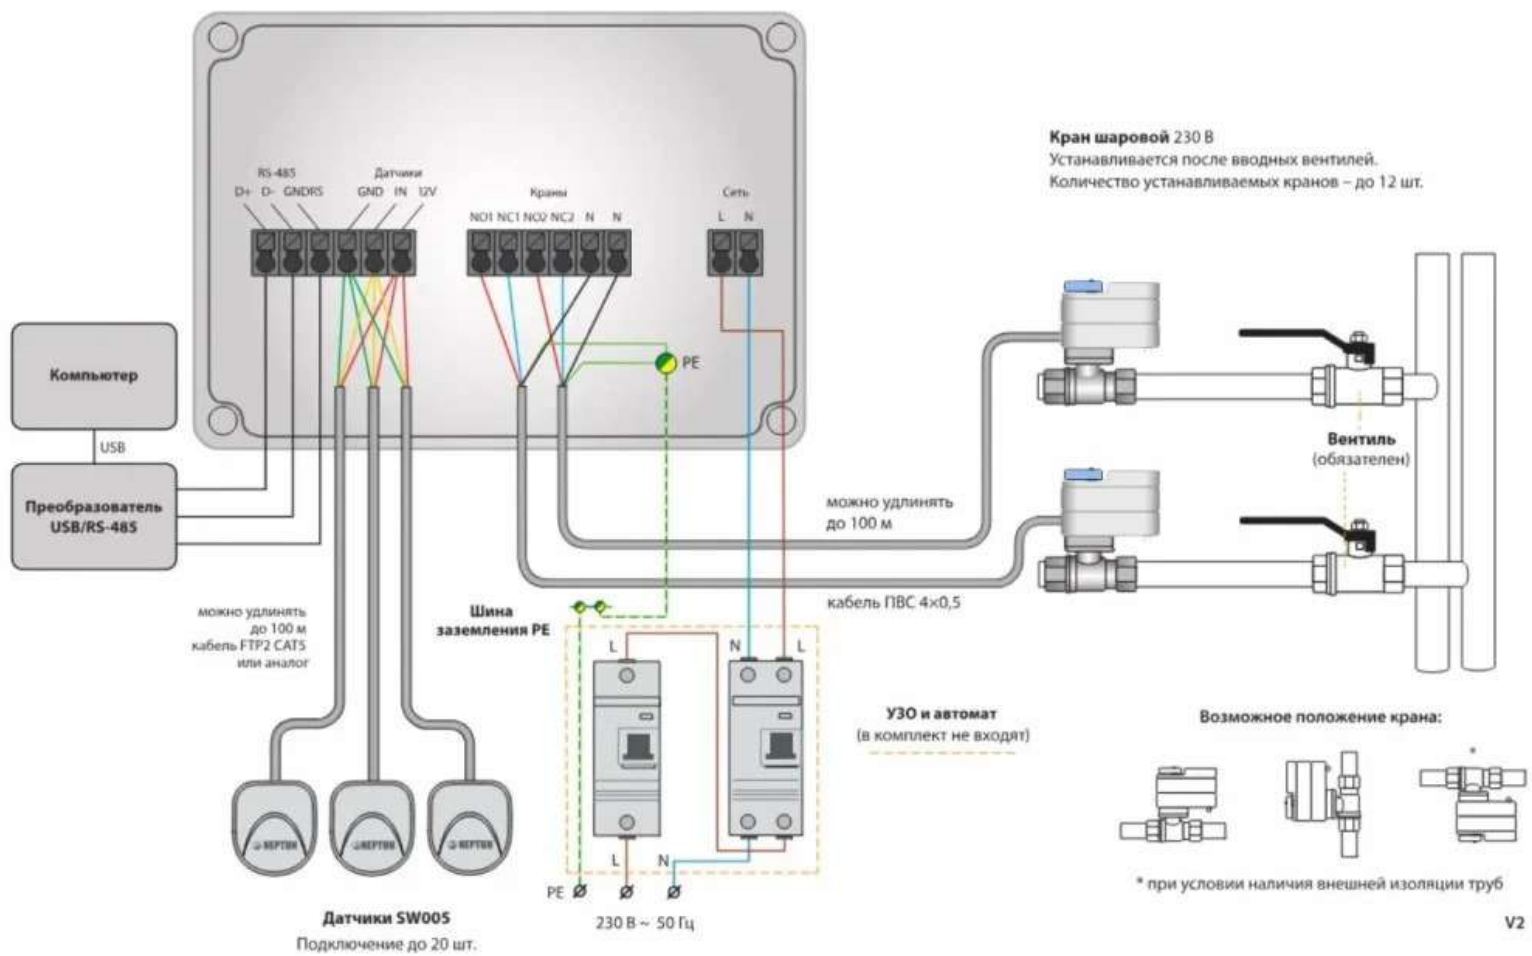 RS-485
Датчики
D+ D- GNDRS GND IN 12V
Краны
NO1 NC1 NO2 NC2 N N
Сеть
L N
PE
Компьютер
USB
Преобразователь
USB/RS-485
Кран шаровой 230 В
Устанавливается после вводных вентилей.
Количество устанавливаемых кранов – до 12 шт.
Вентиль
(обязателен)
можно удлинять
до 100 м
кабель ПВС 4×0,5
можно удлинять
до 100 м
кабель FTP2 CAT5
или аналог
Шина
заземления PE
L N L
УЗО и автомат
(в комплект не входят)
Возможное положение крана:
*
* при условии наличия внешней изоляции труб
NEPTUN NEPTUN NEPTUN
L N
PE
230 В ~ 50 Гц
Датчики SW005
Подключение до 20 шт.
V2